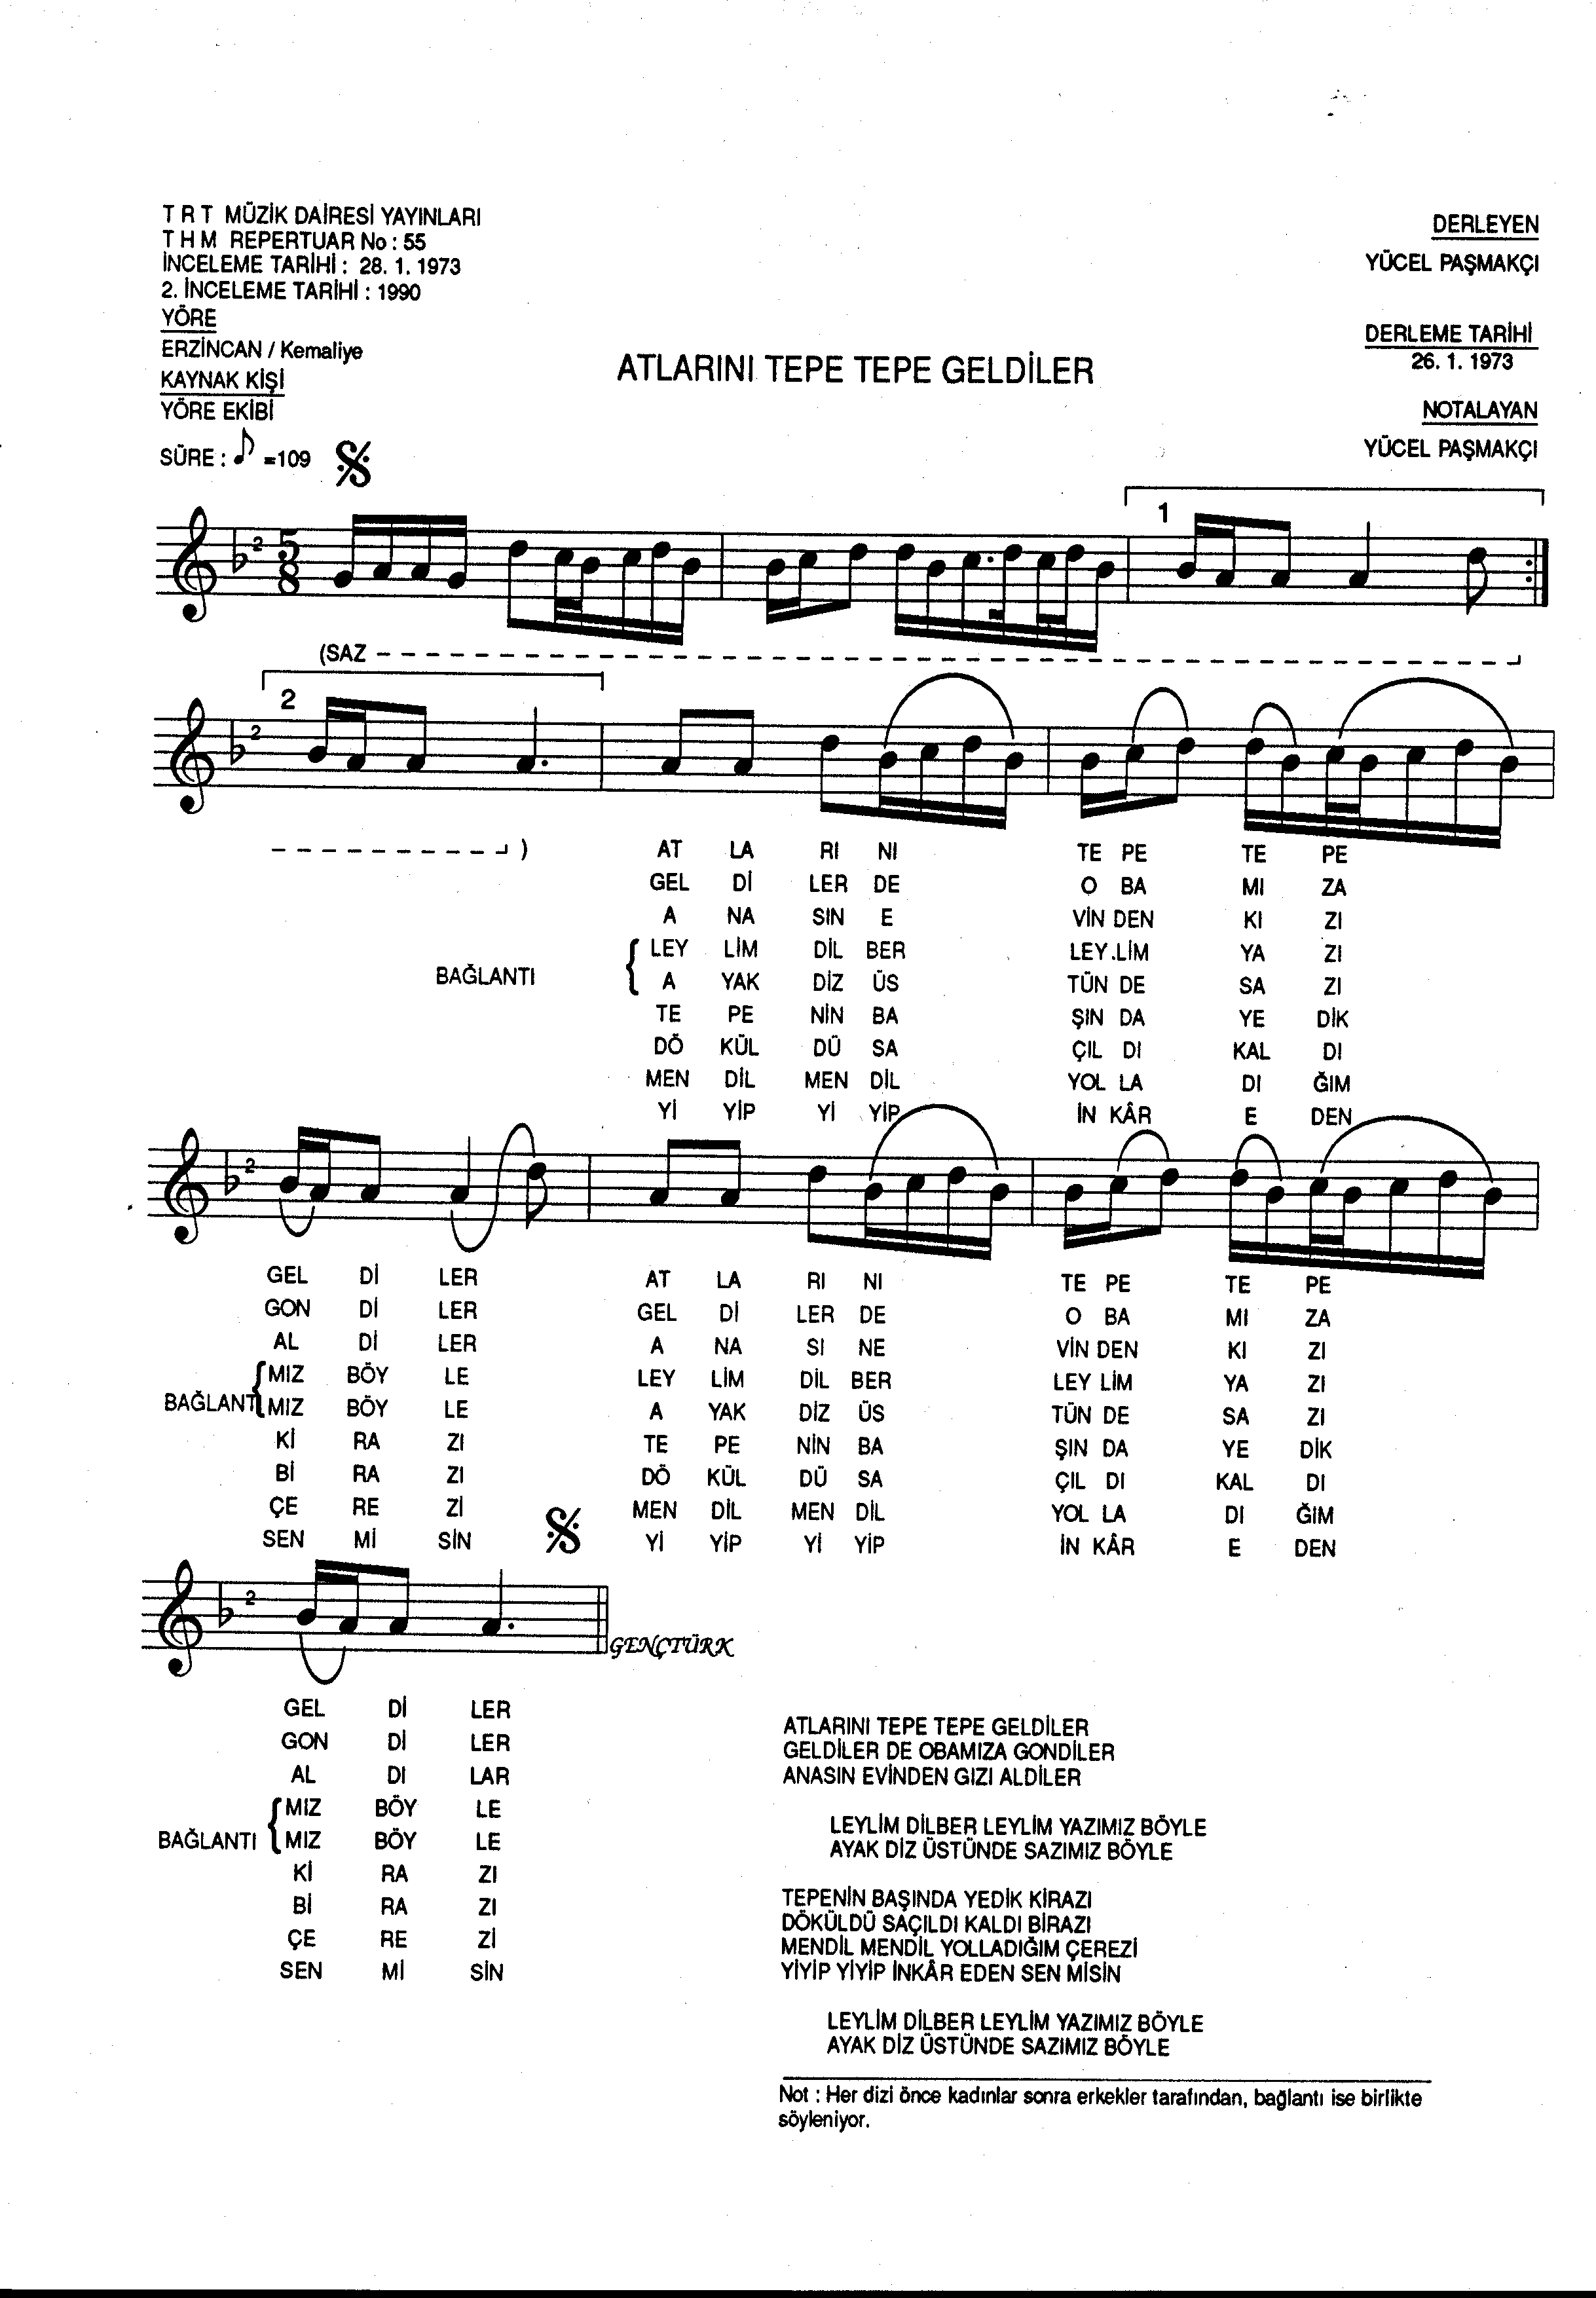 T R T MÜZİK DAİRESİ YAYINLARI
T H M REPERTUAR No : 55
İNCELEME TARİHİ : 28. 1. 1973
2. İNCELEME TARİHİ : 1990
YÖRE
ERZİNCAN / Kemaliye
KAYNAK KİŞİ
YÖRE EKİBİ
SÜRE : ♪ =109
ATLARINI TEPE TEPE GELDİLER
DERLEYEN
YÜCEL PAŞMAKÇI
DERLEME TARİHİ
26. 1. 1973
NOTALAYAN
YÜCEL PAŞMAKÇI
2 5 8 1
(SAZ
2 2
)
AT LA RI NI TE PE TE PE
GEL Dİ LER DE O BA MI ZA
A NA SIN E VİN DEN KI ZI
LEY LİM DİL BER LEY.LİM YA ZI
BAĞLANTI
A YAK DİZ ÜS TÜN DE SA ZI
TE PE NİN BA ŞIN DA YE DİK
DÖ KÜL DÜ SA ÇIL DI KAL DI
MEN DİL MEN DİL YOL LA DI ĞIM
Yİ YİP Yİ YİP İN KÂR E DEN
2
GEL Dİ LER AT LA RI NI TE PE TE PE
GON Dİ LER GEL Dİ LER DE O BA MI ZA
AL Dİ LER A NA SI NE VİN DEN KI ZI
MIZ BÖY LE LEY LİM DİL BER LEY LİM YA ZI
BAĞLANTI MIZ BÖY LE A YAK DİZ ÜS TÜN DE SA ZI
Kİ RA ZI TE PE NİN BA ŞIN DA YE DİK
Bİ RA ZI DÖ KÜL DÜ SA ÇIL DI KAL DI
ÇE RE Zİ MEN DİL MEN DİL YOL LA DI ĞIM
SEN Mİ SİN Yİ YİP Yİ YİP İN KÂR E DEN
2
GENÇTÜRK
GEL Dİ LER
GON Dİ LER
AL DI LAR
MIZ BÖY LE
BAĞLANTI MIZ BÖY LE
Kİ RA ZI
Bİ RA ZI
ÇE RE Zİ
SEN Mİ SİN
ATLARINI TEPE TEPE GELDİLER
GELDİLER DE OBAMIZA GONDİLER
ANASIN EVİNDEN GIZI ALDİLER
LEYLİM DİLBER LEYLİM YAZIMIZ BÖYLE
AYAK DİZ ÜSTÜNDE SAZIMIZ BÖYLE
TEPENİN BAŞINDA YEDİK KİRAZI
DÖKÜLDÜ SAÇILDI KALDI BİRAZI
MENDİL MENDİL YOLLADIĞIM ÇEREZİ
YİYİP YİYİP İNKÂR EDEN SEN MİSİN
LEYLİM DİLBER LEYLİM YAZIMIZ BÖYLE
AYAK DİZ ÜSTÜNDE SAZIMIZ BÖYLE
Not : Her dizi önce kadınlar sonra erkekler tarafından, bağlantı ise birlikte
söyleniyor.